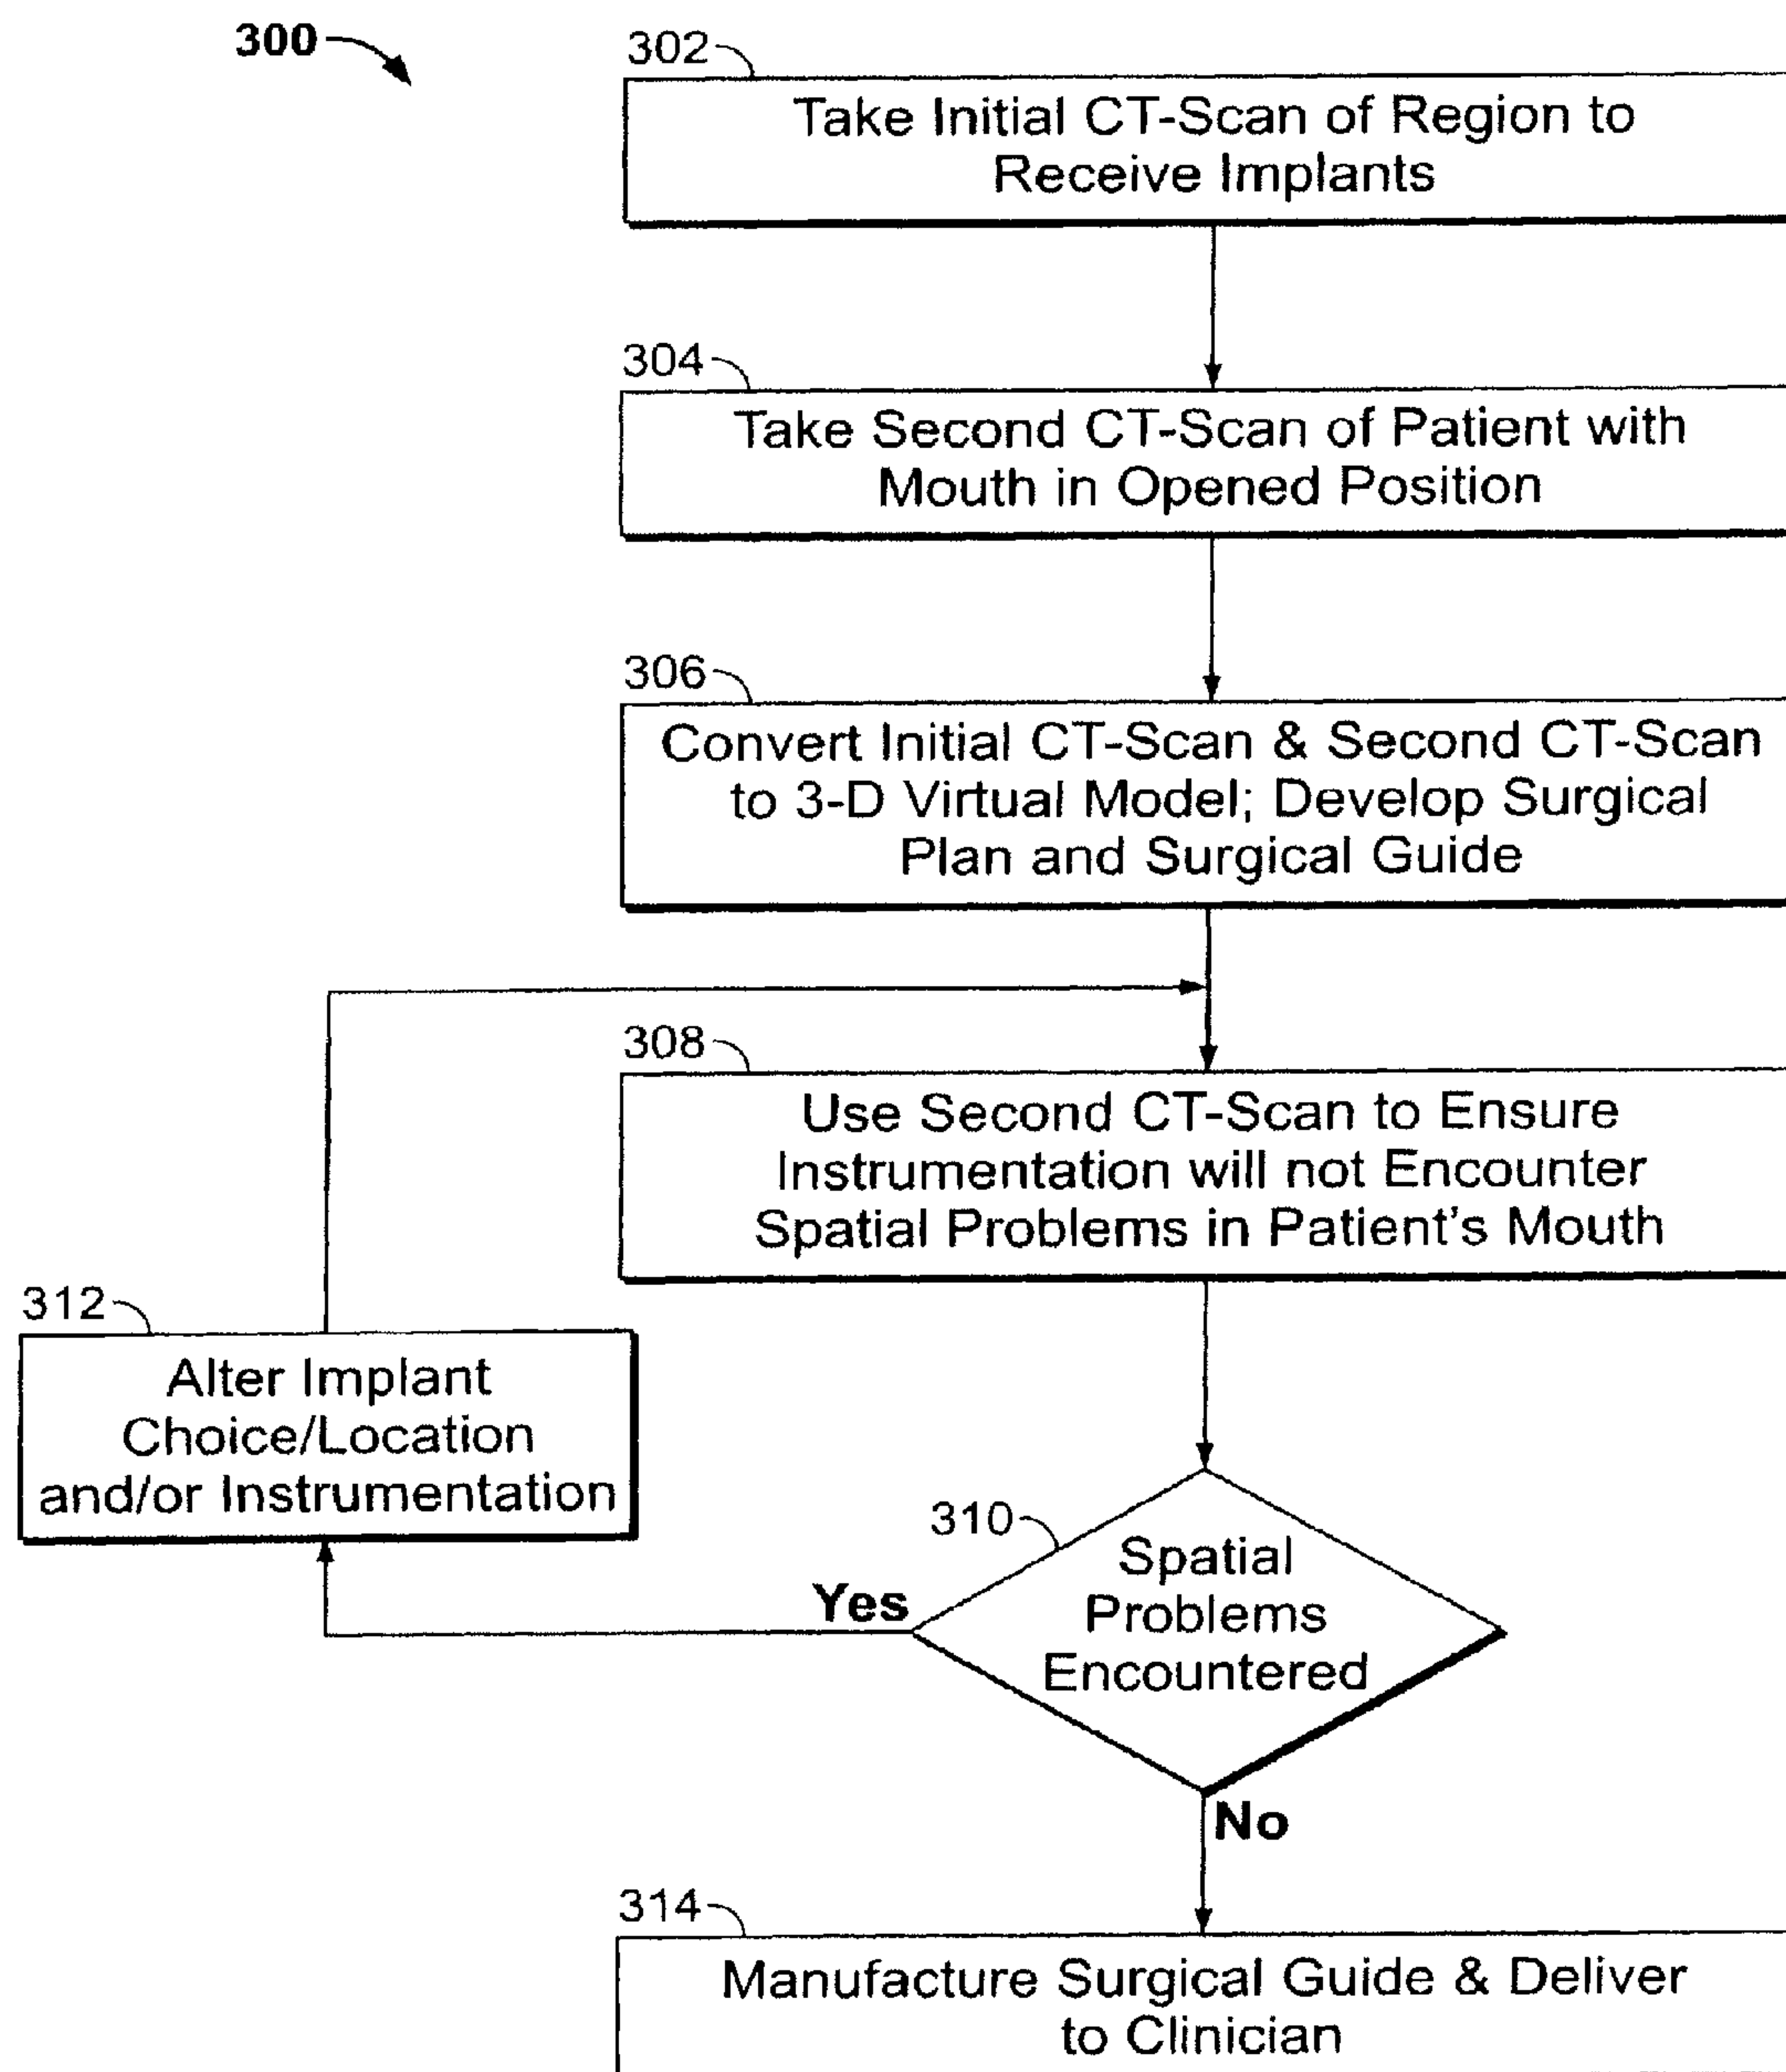 300
302
Take Initial CT-Scan of Region to
Receive Implants
304
Take Second CT-Scan of Patient with
Mouth in Opened Position
306
Convert Initial CT-Scan & Second CT-Scan
to 3-D Virtual Model; Develop Surgical
Plan and Surgical Guide
308
Use Second CT-Scan to Ensure
Instrumentation will not Encounter
Spatial Problems in Patient's Mouth
312
Alter Implant
Choice/Location
and/or Instrumentation
310
Spatial
Problems
Encountered
Yes
No
314
Manufacture Surgical Guide & Deliver
to Clinician